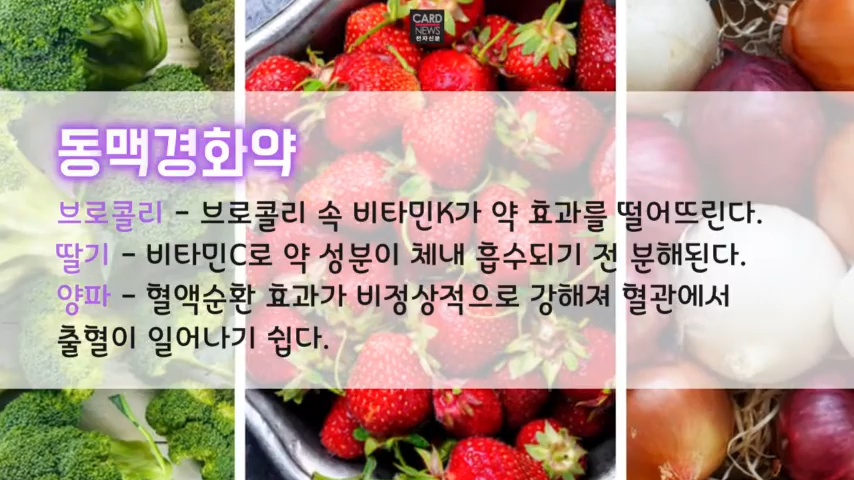 CARD
NEWS
전자신문
동맥경화약
브로콜리 - 브로콜리 속 비타민K가 약 효과를 떨어뜨린다.
딸기 - 비타민C로 약 성분이 체내 흡수되기 전 분해된다.
양파 - 혈액순환 효과가 비정상적으로 강해져 혈관에서
출혈이 일어나기 쉽다.